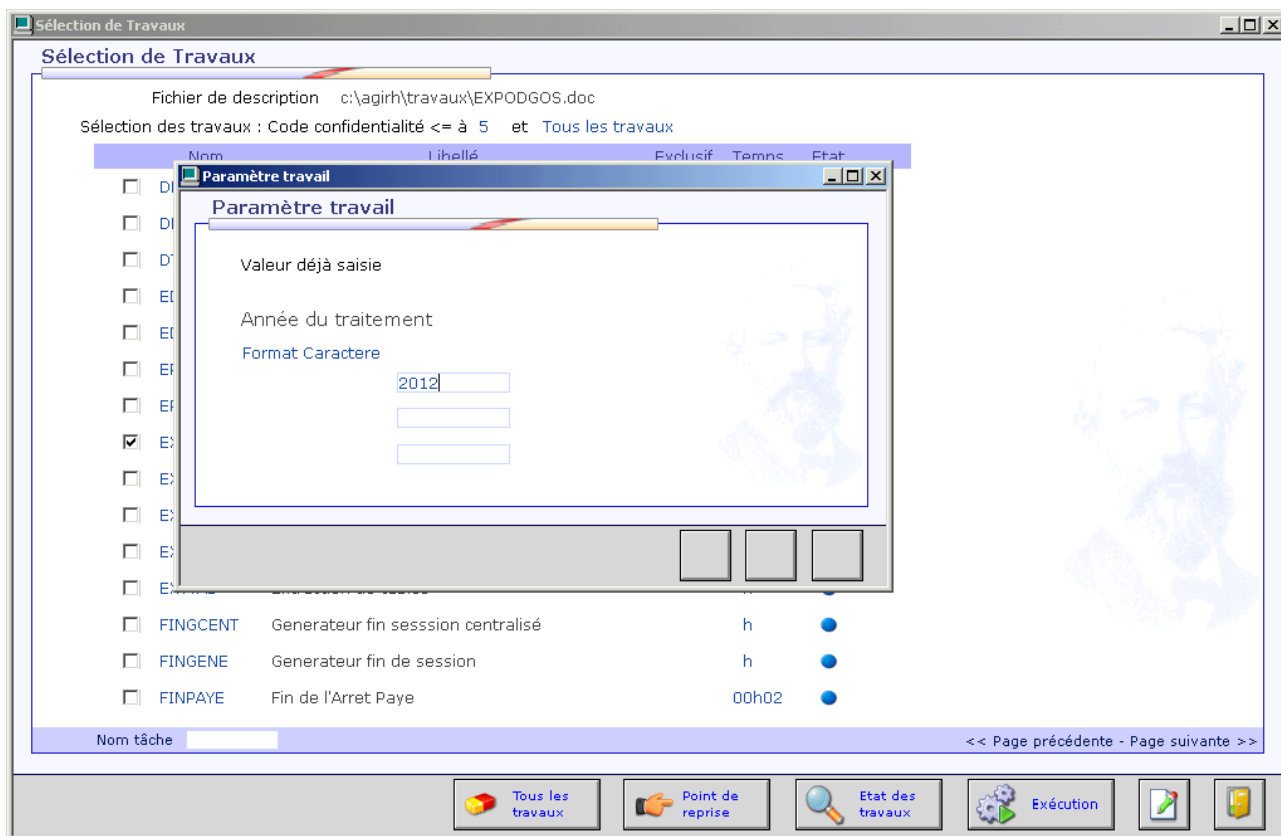 Sélection de Travaux
Sélection de Travaux
Fichier de description c:\agirh\travaux\EXPODGOS.doc
Sélection des travaux : Code confidentialité <= à 5 et Tous les travaux
Nom Libellé Exclusif Temps Etat
Paramètre travail
Paramètre travail
Valeur déjà saisie
Année du traitement
Format Caractere
2012
FINGCENT Generateur fin sesssion centralisé h
FINGENE Generateur fin de session h
FINPAYE Fin de l'Arret Paye 00h02
Nom tâche << Page précédente - Page suivante >>
Tous les travaux
Point de reprise
Etat des travaux
Exécution